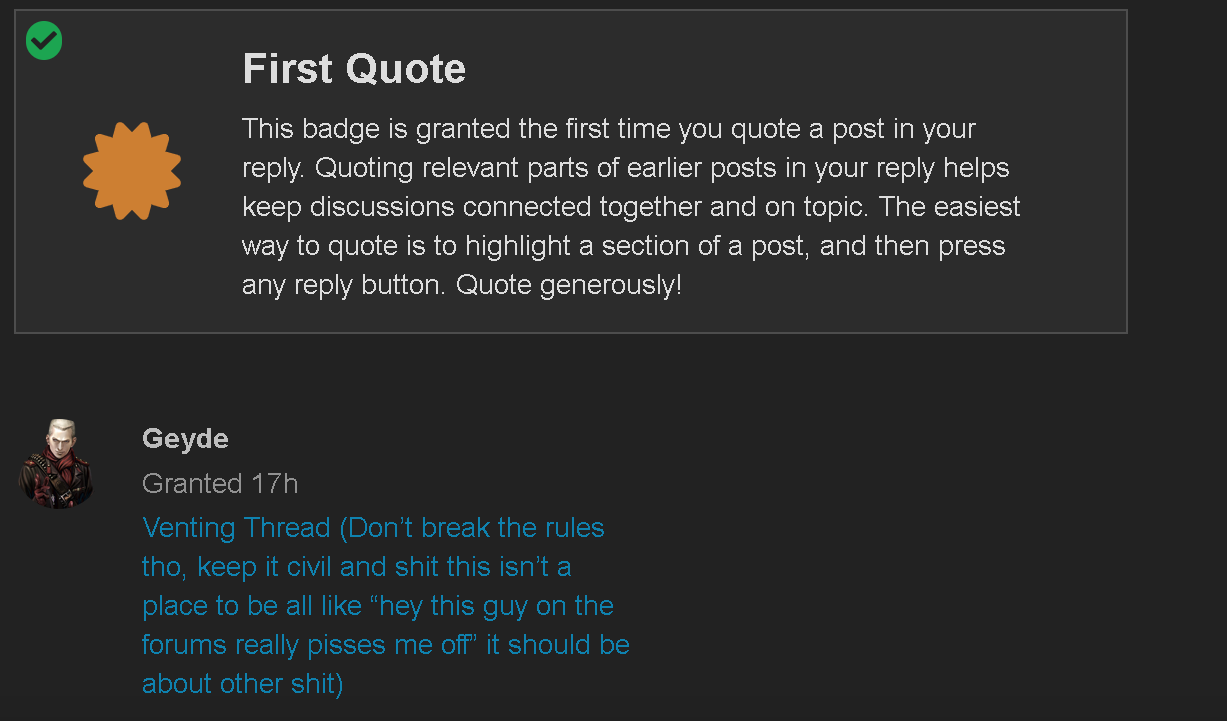 First Quote
This badge is granted the first time you quote a post in your
reply. Quoting relevant parts of earlier posts in your reply helps
keep discussions connected together and on topic. The easiest
way to quote is to highlight a section of a post, and then press
any reply button. Quote generously!
Geyde
Granted 17h
Venting Thread (Don’t break the rules
tho, keep it civil and shit this isn’t a
place to be all like “hey this guy on the
forums really pisses me off” it should be
about other shit)